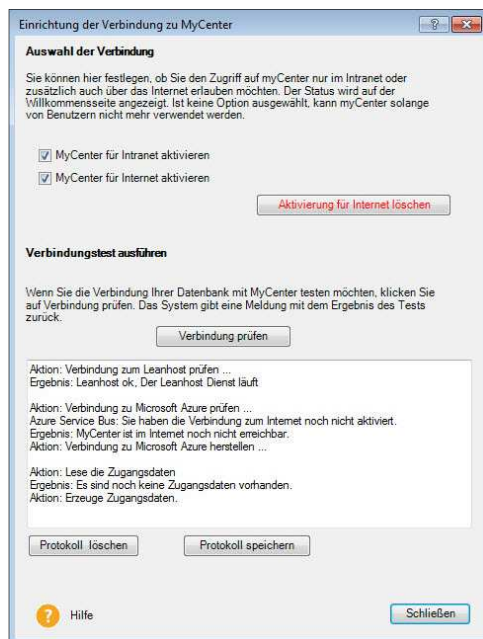 Einrichtung der Verbindung zu MyCenter
?
Auswahl der Verbindung
Sie können hier festlegen, ob Sie den Zugriff auf myCenter nur im Intranet oder
zusätzlich auch über das Internet erlauben möchten. Der Status wird auf der
Willkommensseite angezeigt. Ist keine Option ausgewählt, kann myCenter solange
von Benutzern nicht mehr verwendet werden.
MyCenter für Intranet aktivieren
MyCenter für Internet aktivieren
Aktivierung für Internet löschen
Verbindungstest ausführen
Wenn Sie die Verbindung Ihrer Datenbank mit MyCenter testen möchten, klicken Sie
auf Verbindung prüfen. Das System gibt eine Meldung mit dem Ergebnis des Tests
zurück.
Verbindung prüfen
Aktion: Verbindung zum Leanhost prüfen ...
Ergebnis: Leanhost ok, Der Leanhost Dienst läuft
Aktion: Verbindung zu Microsoft Azure prüfen ...
Azure Service Bus: Sie haben die Verbindung zum Internet noch nicht aktiviert.
Ergebnis: MyCenter ist im Internet noch nicht erreichbar.
Aktion: Verbindung zu Microsoft Azure herstellen ...
Aktion: Lese die Zugangsdaten
Ergebnis: Es sind noch keine Zugangsdaten vorhanden.
Aktion: Erzeuge Zugangsdaten.
Protokoll löschen
Protokoll speichern
? Hilfe
Schließen